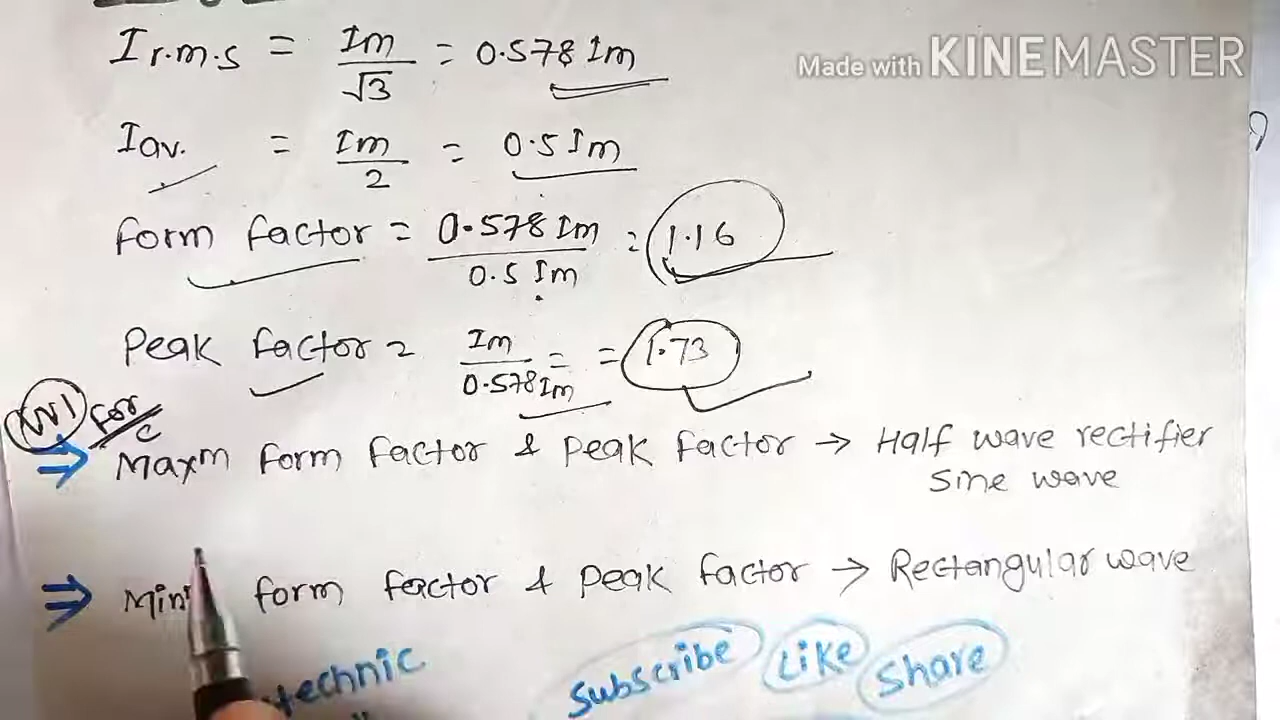 Made with KINEMASTER
Ir.m.s = Im/√3 = 0.578 Im
Iav. = Im/2 = 0.5 Im
form factor = 0.578 Im/0.5 Im = 1.16
Peak factor = Im/0.578 Im = = 1.73
for
Maxm form factor & Peak factor → Half wave rectifier
Sine wave
form factor & Peak factor → Rectangular wave
technic
Subscribe Like Share